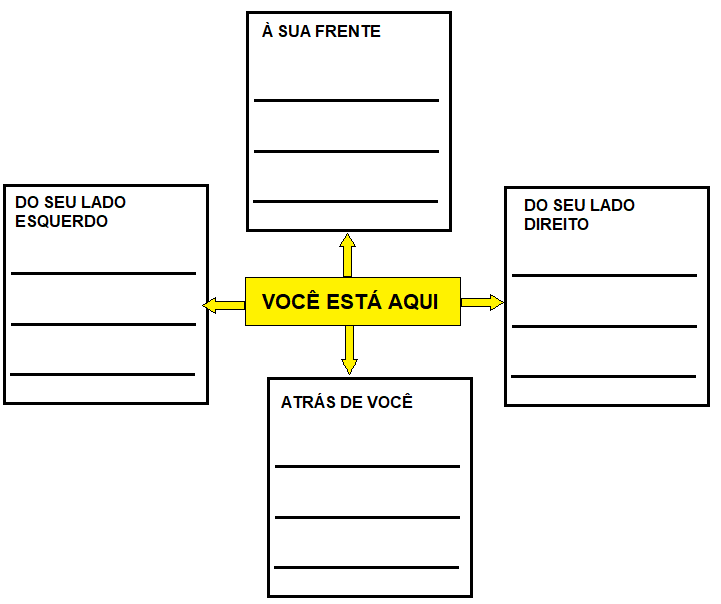 À SUA FRENTE
DO SEU LADO
ESQUERDO
DO SEU LADO
DIREITO
VOCÊ ESTÁ AQUI
ATRÁS DE VOCÊ